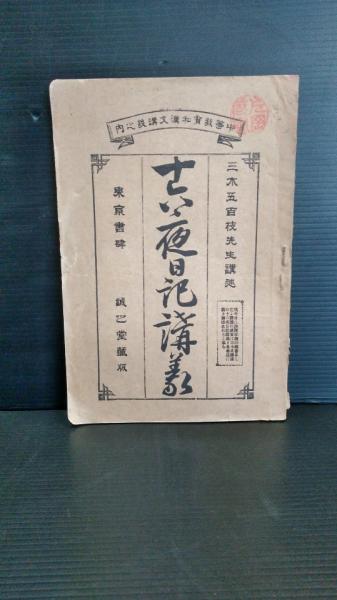 中等教育和漢文講義之内
三木五百枝先生講述
十六夜日記講義
東京書肆 誠之堂蔵版